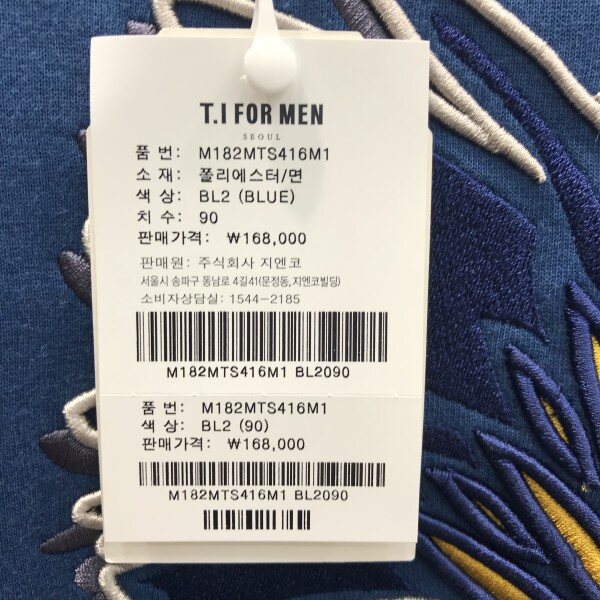 T.I FOR MEN
SEOUL
품 번: M182MTS416M1
소 재: 폴리에스터/면
색 상: BL2 (BLUE)
치 수: 90
판매가격: ₩168,000
판매원: 주식회사 지엔코
서울시 송파구 동남로 4길41(문정동,지엔코빌딩)
소비자상담실: 1544-2185
M182MTS416M1 BL2090
품 번: M182MTS416M1
색 상: BL2 (90)
판매가격: ₩168,000
M182MTS416M1 BL2090